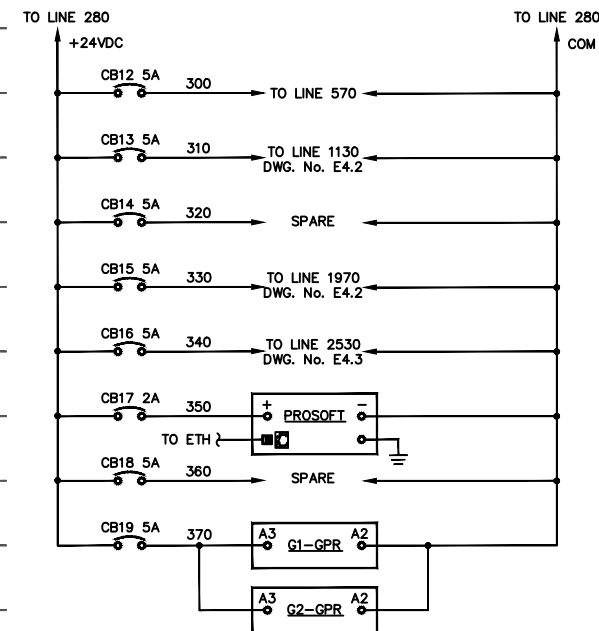 TO LINE 280 TO LINE 280
+24VDC COM
CB12 5A 300 TO LINE 570
CB13 5A 310 TO LINE 1130
DWG. No. E4.2
CB14 5A 320 SPARE
CB15 5A 330 TO LINE 1970
DWG. No. E4.2
CB16 5A 340 TO LINE 2530
DWG. No. E4.3
CB17 2A 350 + PROSOFT –
TO ETH
CB18 5A 360 SPARE
CB19 5A 370 A3 G1-GPR A2
A3 G2-GPR A2